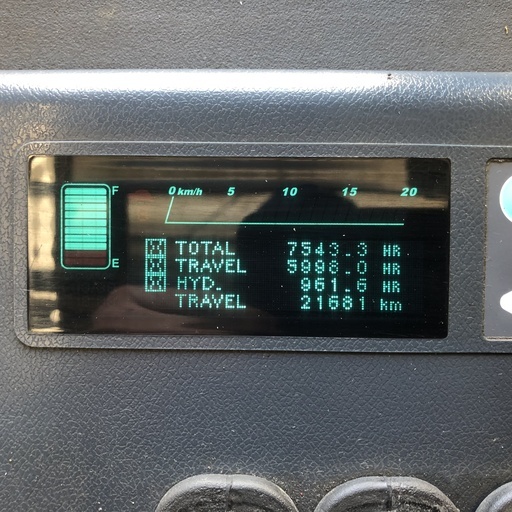 F 0 km/h 5 10 15 20
E
TOTAL 7543.3 HR
TRAVEL 5998.0 HR
HYD. 961.6 HR
TRAVEL 21681 km